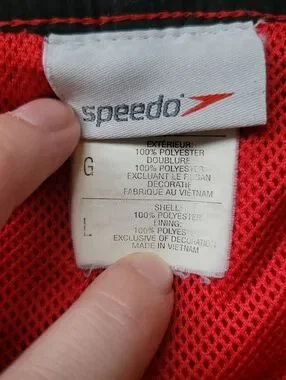 speedo
G
EXTÉRIEUR:
100% POLYESTER
DOUBLURE
100% POLYESTER
EXCLUANT LE RUBAN
DECORATIF
FABRIQUE AU VIETNAM
L
SHELL:
100% POLYESTER
LINING:
100% POLYES
EXCLUSIVE OF DECORATION
MADE IN VIETNAM